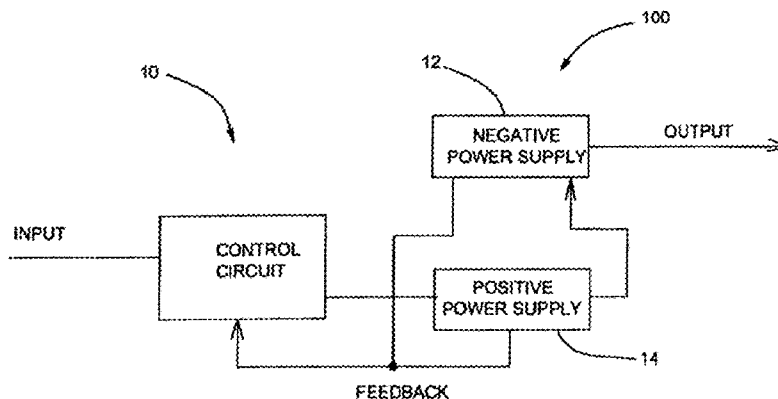 100
12
10
NEGATIVE
POWER SUPPLY
OUTPUT
INPUT
CONTROL
CIRCUIT
POSITIVE
POWER SUPPLY
14
FEEDBACK